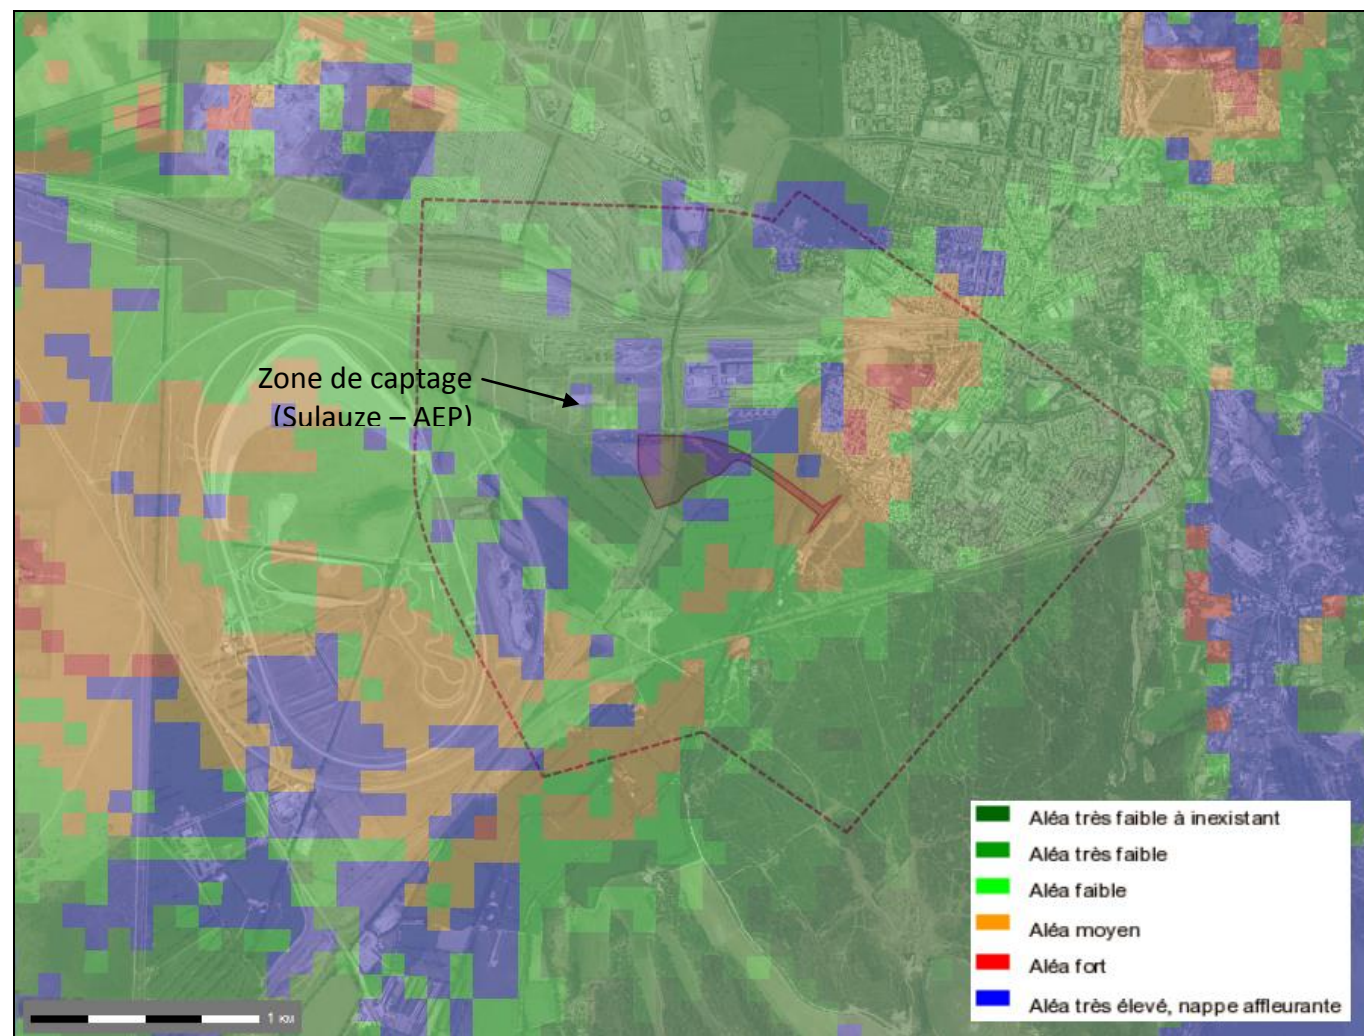 Zone de captage
(Sulauze – AEP)
Aléa très faible à inexistant
Aléa très faible
Aléa faible
Aléa moyen
Aléa fort
Aléa très élevé, nappe affleurante
1 KM